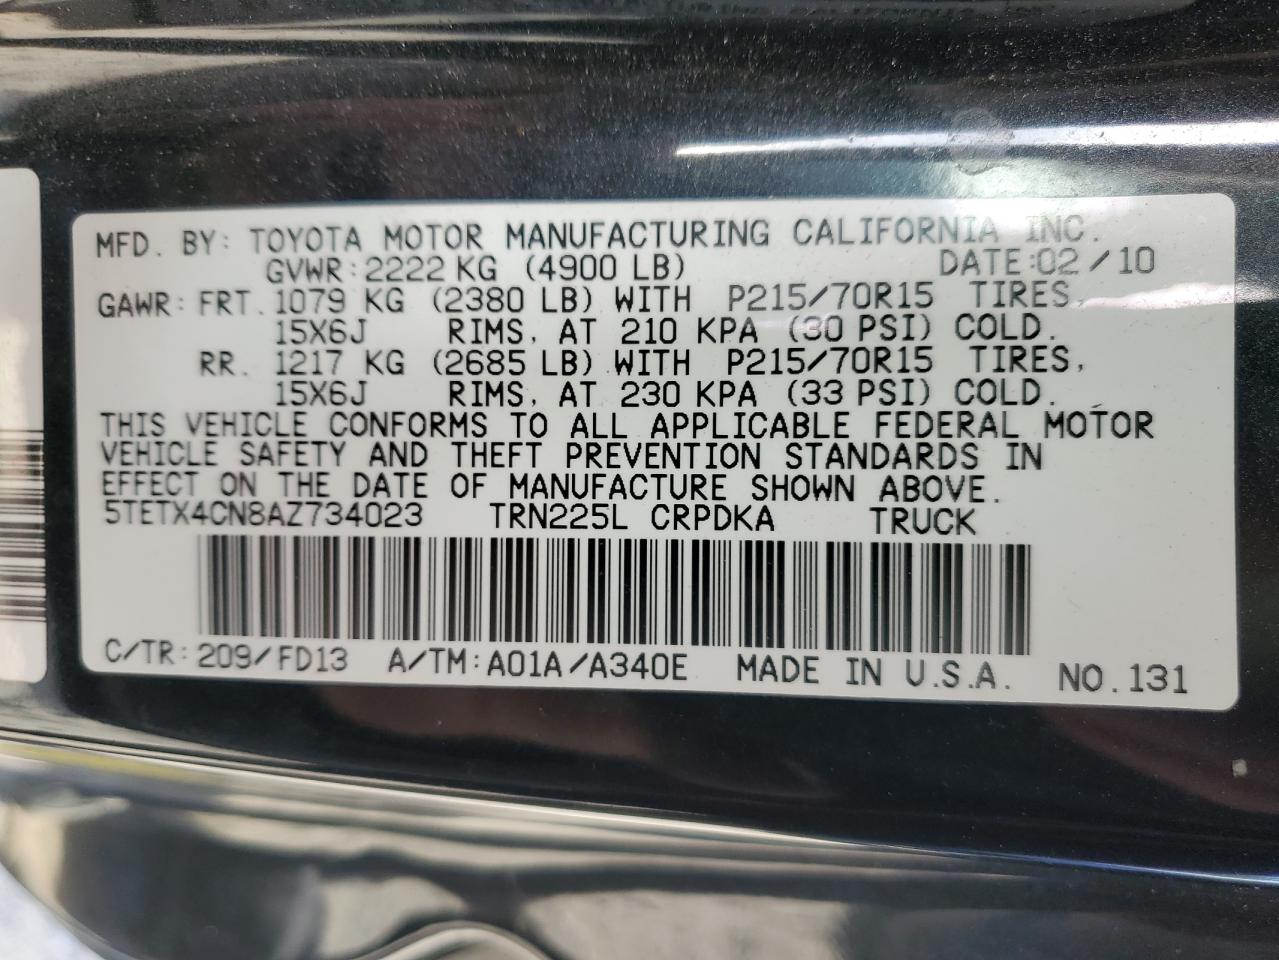 MFD. BY: TOYOTA MOTOR MANUFACTURING CALIFORNIA INC.
GVWR: 2222 KG (4900 LB) DATE: 02/10
GAWR: FRT. 1079 KG (2380 LB) WITH P215/70R15 TIRES,
15X6J RIMS, AT 210 KPA (30 PSI) COLD.
RR. 1217 KG (2685 LB) WITH P215/70R15 TIRES,
15X6J RIMS, AT 230 KPA (33 PSI) COLD.
THIS VEHICLE CONFORMS TO ALL APPLICABLE FEDERAL MOTOR
VEHICLE SAFETY AND THEFT PREVENTION STANDARDS IN
EFFECT ON THE DATE OF MANUFACTURE SHOWN ABOVE.
5TETX4CN8AZ734023 TRN225L CRPDKA TRUCK
C/TR: 209/FD13 A/TM: A01A/A340E MADE IN U.S.A. NO. 131